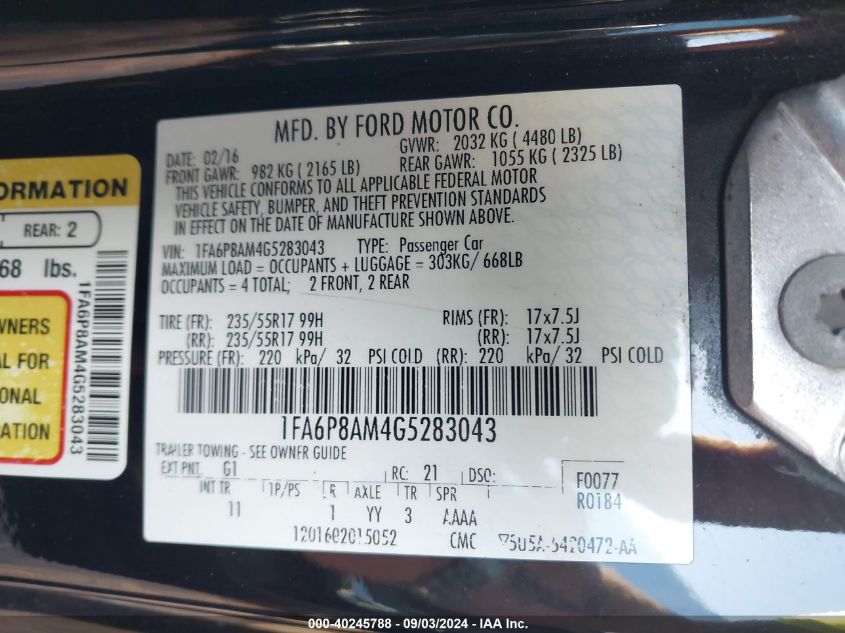 ORMATION
REAR: 2
68 lbs.
WNERS
AL FOR
ONAL
ATION
1FA6P8AM4G5283043
MFD. BY FORD MOTOR CO.
DATE: 02/16 GVWR: 2032 KG ( 4480 LB)
FRONT GAWR: 982 KG ( 2165 LB) REAR GAWR: 1055 KG ( 2325 LB)
THIS VEHICLE CONFORMS TO ALL APPLICABLE FEDERAL MOTOR
VEHICLE SAFETY, BUMPER, AND THEFT PREVENTION STANDARDS
IN EFFECT ON THE DATE OF MANUFACTURE SHOWN ABOVE.
VIN: 1FA6P8AM4G5283043 TYPE: Passenger Car
MAXIMUM LOAD = OCCUPANTS + LUGGAGE = 303KG/ 668LB
OCCUPANTS = 4 TOTAL; 2 FRONT, 2 REAR
TIRE (FR): 235/55R17 99H RIMS (FR): 17x7.5J
(RR): 235/55R17 99H (RR): 17x7.5J
PRESSURE (FR): 220 kPa/ 32 PSI COLD (RR): 220 kPa/ 32 PSI COLD
1FA6P8AM4G5283043
TRAILER TOWING - SEE OWNER GUIDE
EXT PNT: G1 RC: 21 DSO: F0077
INT TR TP/PS R AXLE TR SPR R0184
11 1 YY 3 AAAA
CMC
000-40245788 - 09/03/2024 - IAA Inc.